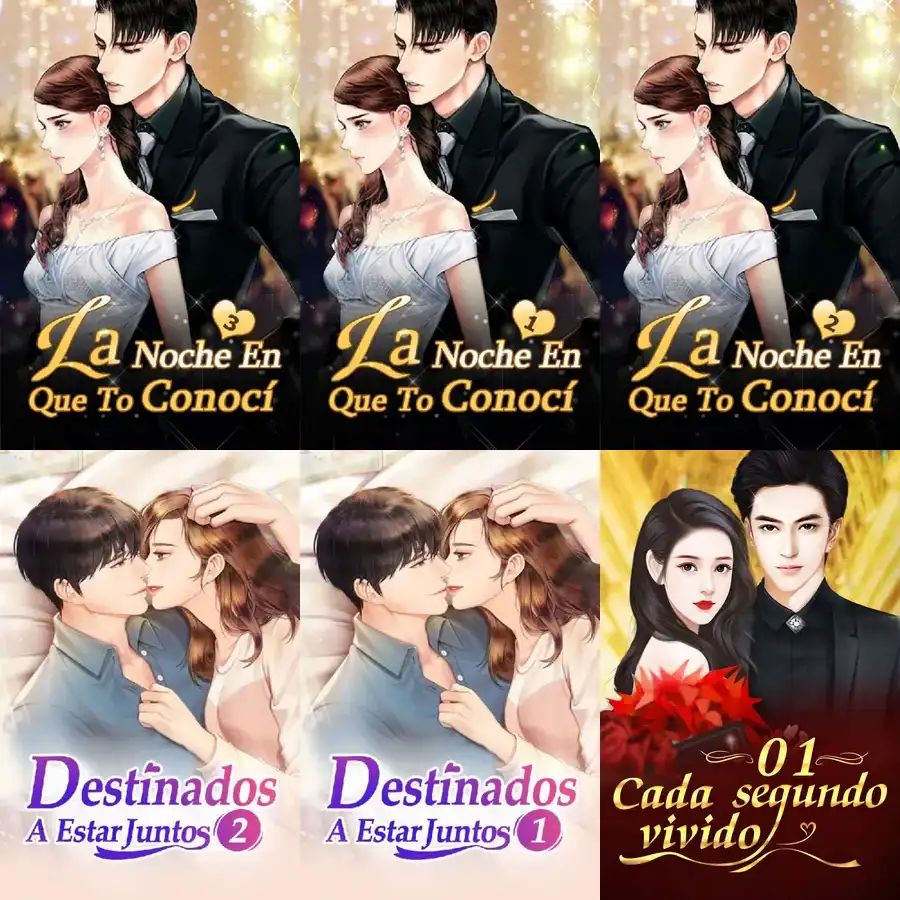 3
La Noche En
Que To Conocí
1
La Noche En
Que To Conocí
2
La Noche En
Que To Conocí
Destinados
A Estar Juntos 2
Destinados
A Estar Juntos 1
01
Cada segundo
vivido